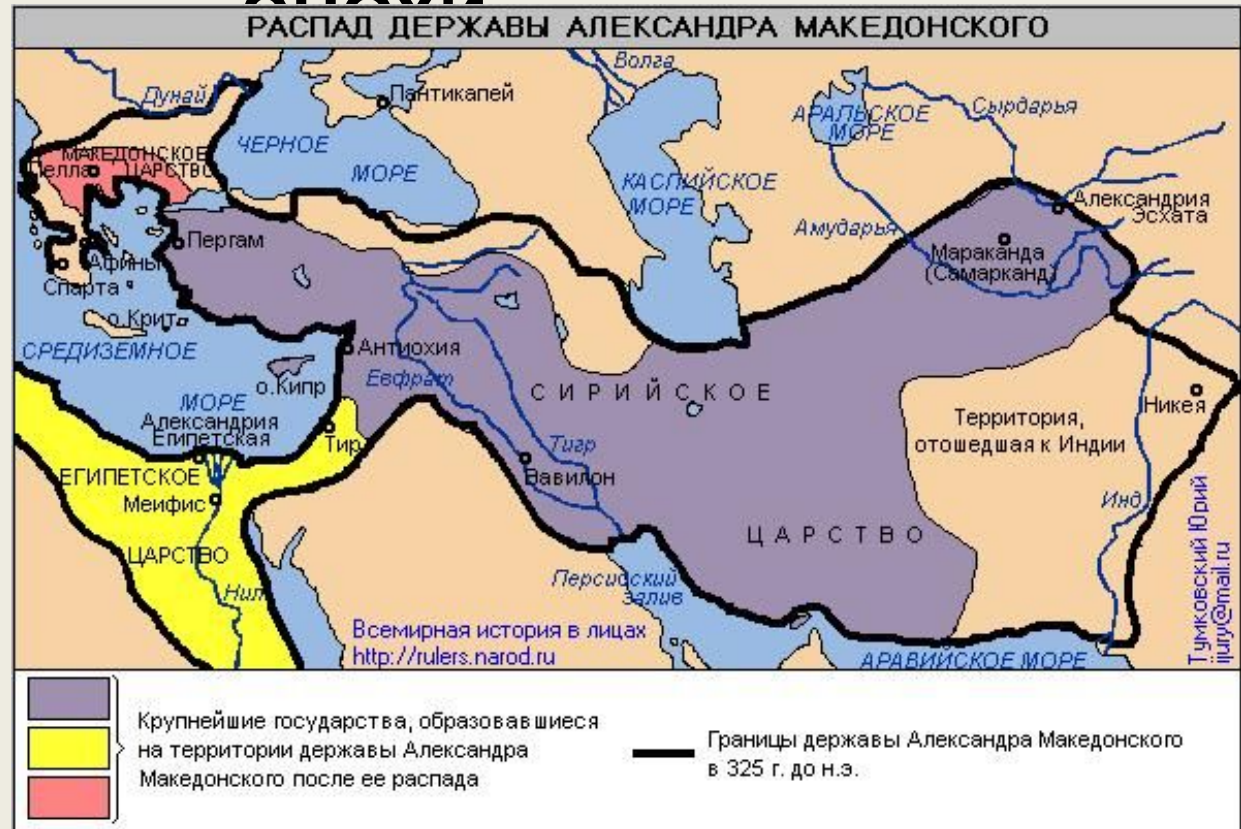 РАСПАД ДЕРЖАВЫ АЛЕКСАНДРА МАКЕДОНСКОГО
Волга
Дунай
Пантикапей
АРАЛЬСКОЕ
МОРЕ
Сырдарья
ЧЕРНОЕ
МОРЕ
МАКЕДОНСКОЕ
Пелла
ЦАРСТВО
КАСПИЙСКОЕ
МОРЕ
Александрия
Эсхата
Амударья
Мараканда
(Самарканд)
Пергам
Афины
Спарта
о.Крит
СРЕДИЗЕМНОЕ
МОРЕ
Антиохия
о.Кипр
Евфрат
СИРИЙСКОЕ
Никея
Территория,
отошедшая к Индии
Александрия
Египетская
Тир
Тигр
Вавилон
ЕГИПЕТСКОЕ
Меифис
ЦАРСТВО
Инд
ЦАРСТВО
Нил
Персидский
залив
Всемирная история в лицах
http://rulers.narod.ru
АРАВИЙСКОЕ МОРЕ
Тумковский Юрий
ijury@mail.ru
Крупнейшие государства, образовавшиеся
на территории державы Александра
Македонского после ее распада
Границы державы Александра Македонского
в 325 г. до н.э.